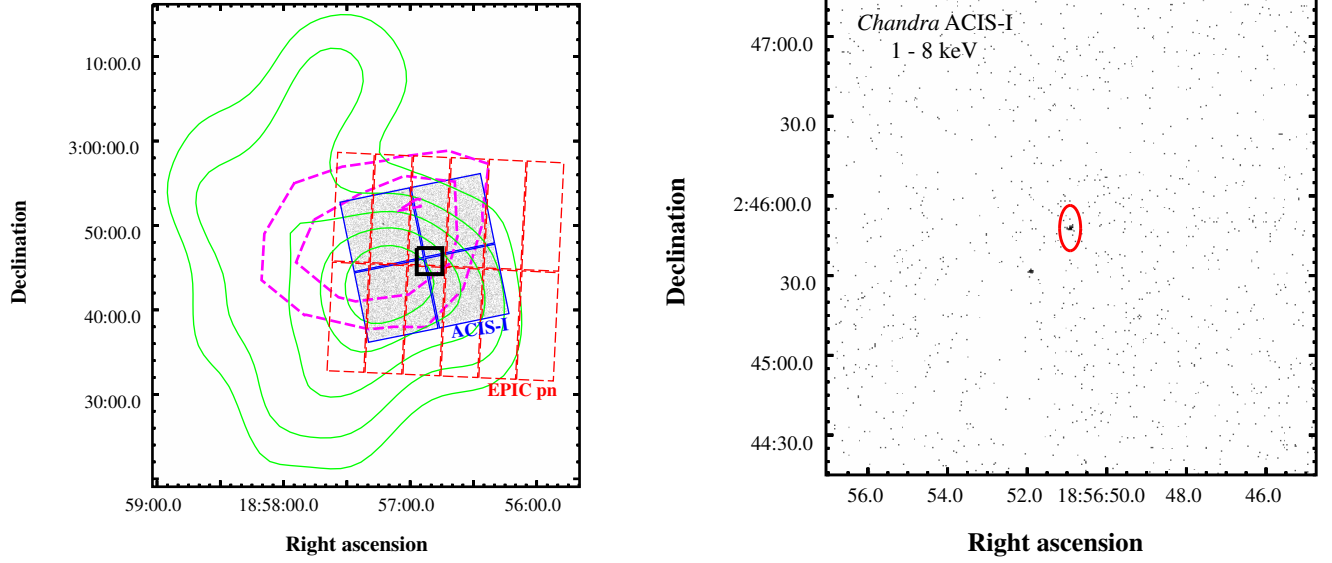 10:00.0
3:00:00.0
50:00.0
40:00.0
30:00.0
Declination
ACIS-I
EPIC pn
59:00.0 18:58:00.0 57:00.0 56:00.0
Right ascension
Chandra ACIS-I
1 - 8 keV
47:00.0
30.0
2:46:00.0
30.0
45:00.0
44:30.0
Declination
56.0 54.0 52.0 18:56:50.0 48.0 46.0
Right ascension